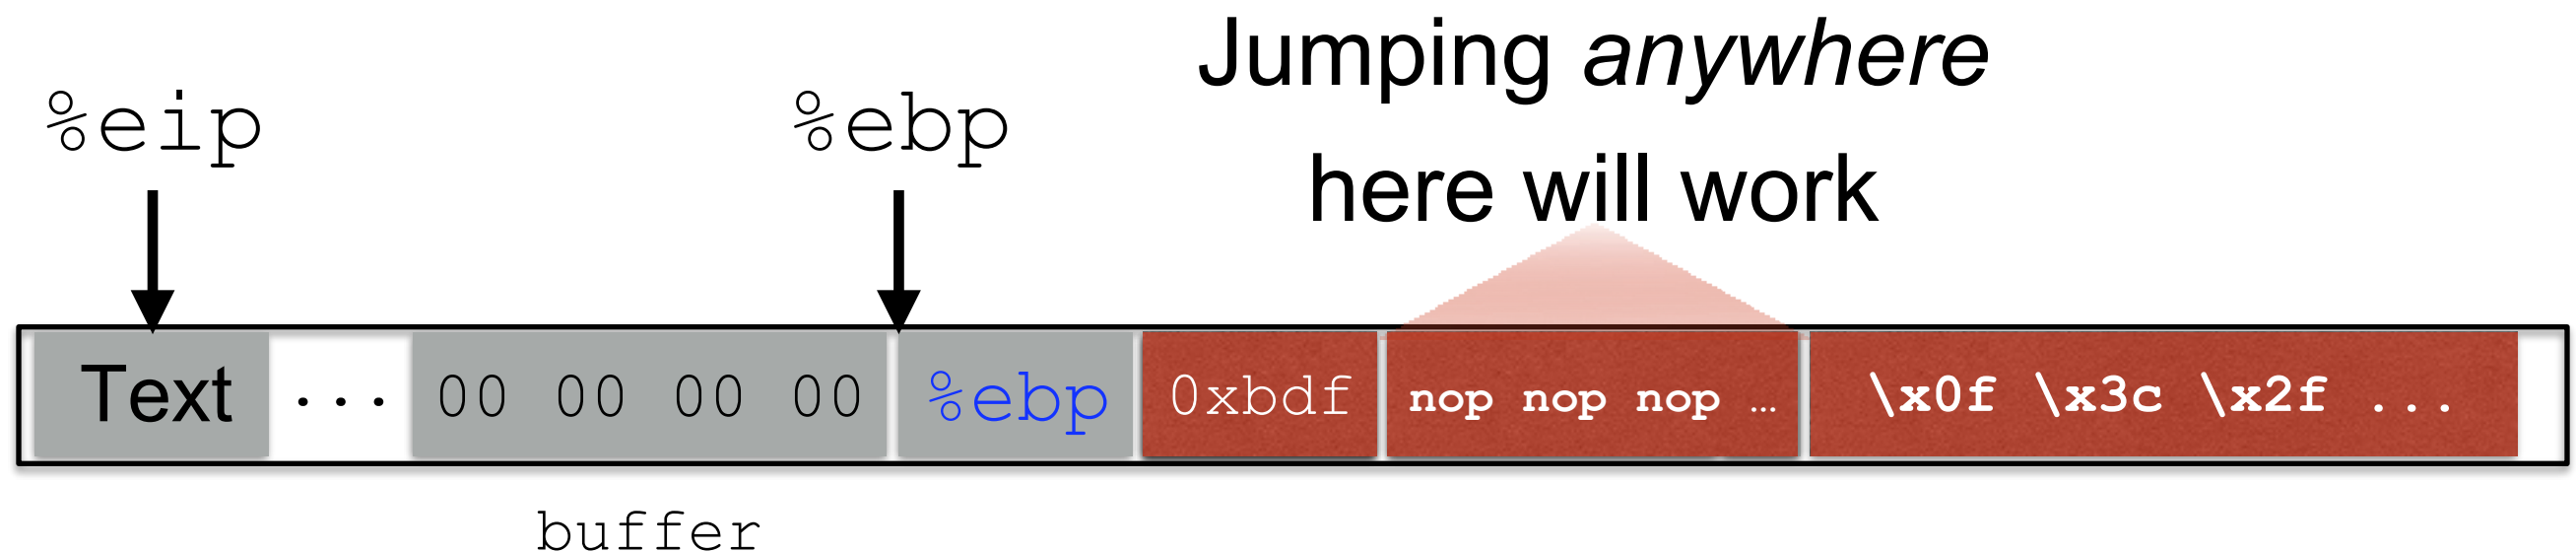 Jumping anywhere
%eip %ebp
here will work
Text ... 00 00 00 00 %ebp 0xbdf nop nop nop … \x0f \x3c \x2f ...
buffer